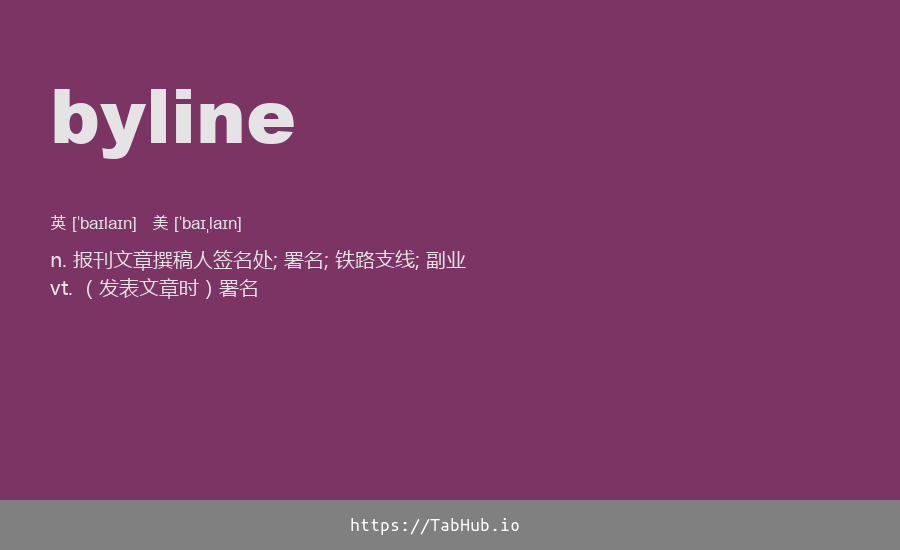 byline
英 [ˈbaɪlaɪn] 美 [ˈbaɪˌlaɪn]
n. 报刊文章撰稿人签名处; 署名; 铁路支线; 副业
vt. （发表文章时）署名
https://TabHub.io